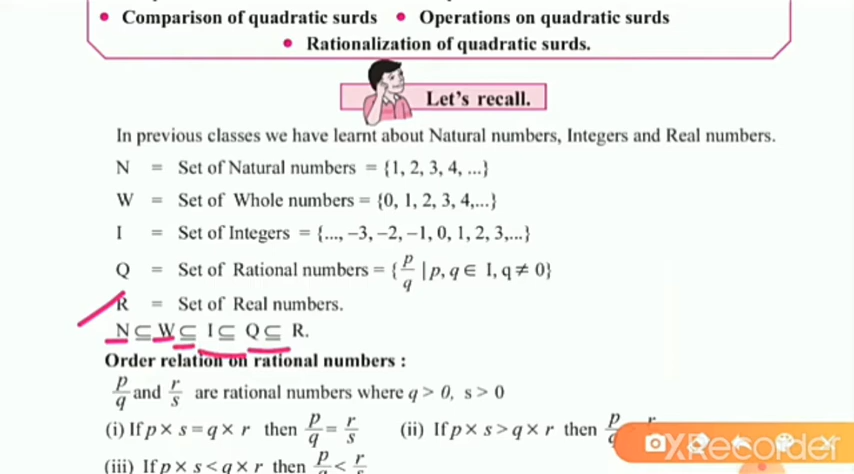 • Comparison of quadratic surds • Operations on quadratic surds
• Rationalization of quadratic surds.
Let's recall.
In previous classes we have learnt about Natural numbers, Integers and Real numbers.
N = Set of Natural numbers = {1, 2, 3, 4, ...}
W = Set of Whole numbers = {0, 1, 2, 3, 4,...}
I = Set of Integers = {..., −3, −2, −1, 0, 1, 2, 3,...}
Q = Set of Rational numbers = {p/q | p, q ∈ I, q ≠ 0}
R = Set of Real numbers.
N ⊆ W ⊆ I ⊆ Q ⊆ R.
Order relation on rational numbers :
p/q and r/s are rational numbers where q > 0, s > 0
(i) If p × s = q × r then p/q = r/s (ii) If p × s > q × r then
(iii) If p × s < q × r then p/q < r/s
XRecorder